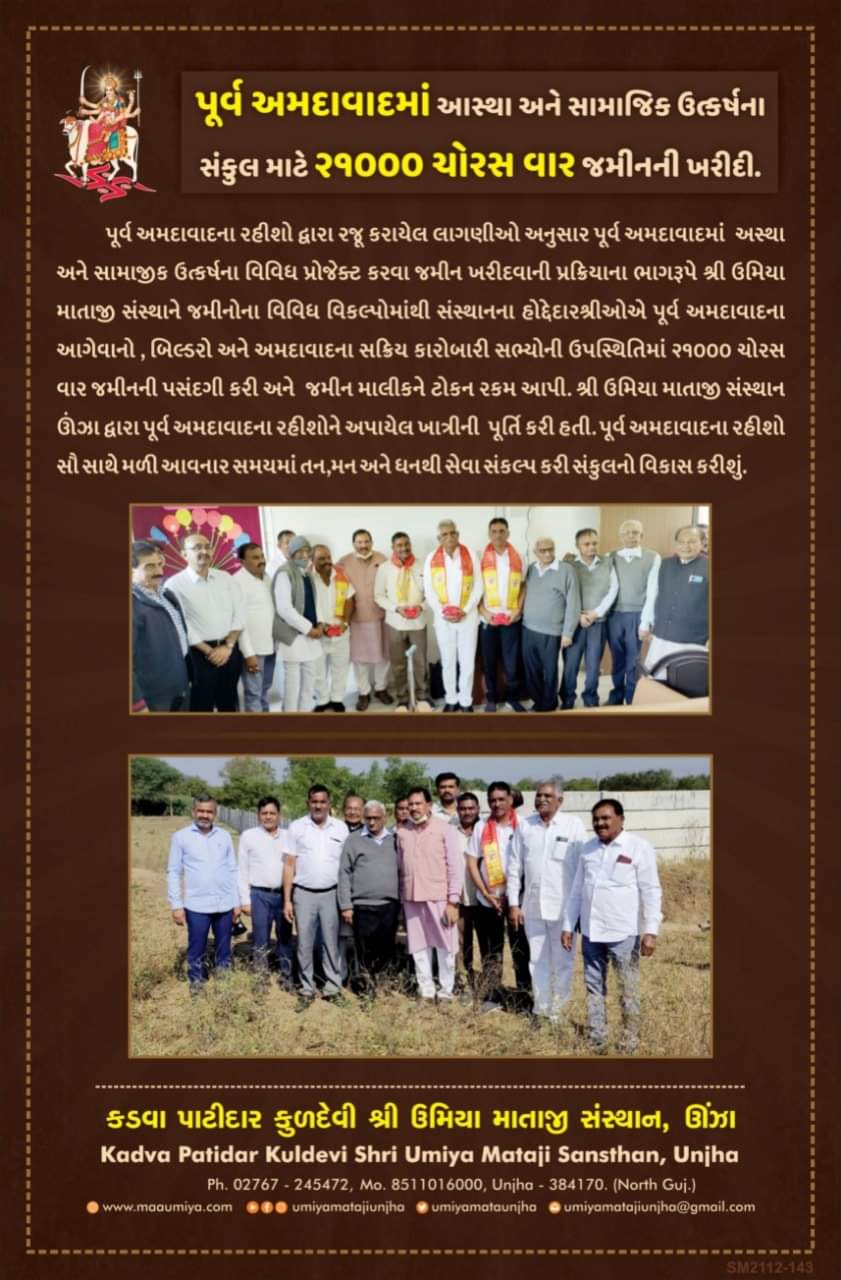 પૂર્વ અમદાવાદમાં આસ્થા અને સામાજિક ઉત્કર્ષના
સંકુલ માટે ૨૧૦૦૦ ચોરસ વાર જમીનની ખરીદી.
પૂર્વ અમદાવાદના રહીશો દ્વારા રજૂ કરાયેલ લાગણીઓ અનુસાર પૂર્વ અમદાવાદમાં અસ્થા
અને સામાજીક ઉત્કર્ષના વિવિધ પ્રોજેક્ટ કરવા જમીન ખરીદવાની પ્રક્રિયાના ભાગરૂપે શ્રી ઉમિયા
માતાજી સંસ્થાને જમીનોના વિવિધ વિકલ્પોમાંથી સંસ્થાનના હોદ્દેદારશ્રીઓએ પૂર્વ અમદાવાદના
આગેવાનો , બિલ્ડરો અને અમદાવાદના સક્રિય કારોબારી સભ્યોની ઉપસ્થિતિમાં ૨૧૦૦૦ ચોરસ
વાર જમીનની પસંદગી કરી અને જમીન માલીકને ટોકન રકમ આપી. શ્રી ઉમિયા માતાજી સંસ્થાન
ઊંઝા દ્વારા પૂર્વ અમદાવાદના રહીશોને અપાયેલ ખાત્રીની પૂર્તિ કરી હતી. પૂર્વ અમદાવાદના રહીશો
સૌ સાથે મળી આવનાર સમયમાં તન,મન અને ધનથી સેવા સંકલ્પ કરી સંકુલનો વિકાસ કરીશું.
કડવા પાટીદાર કુળદેવી શ્રી ઉમિયા માતાજી સંસ્થાન, ઊંઝા
Kadva Patidar Kuldevi Shri Umiya Mataji Sansthan, Unjha
Ph. 02767 - 245472, Mo. 8511016000, Unjha - 384170. (North Guj.)
www.maaumiya.com umiyamatajiunjha umiyamataunjha umiyamatajiunjha@gmail.com
SM2112-143